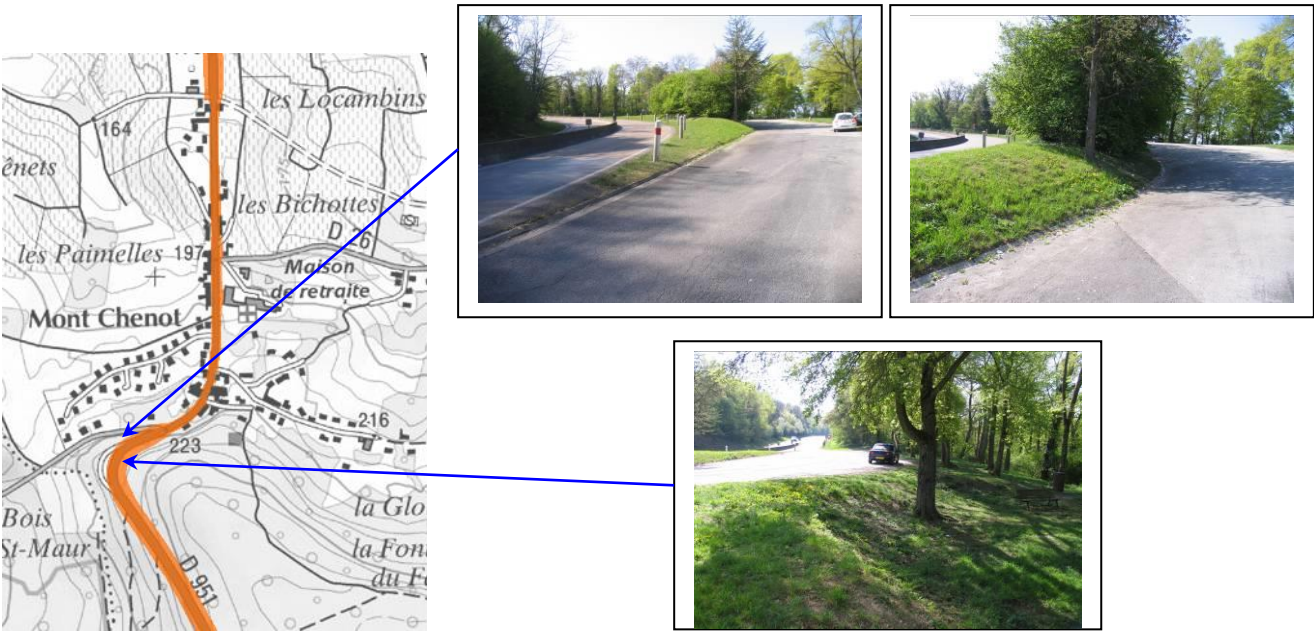 les Locambins
164
ênets
les Bichottes
D 26
les Paimelles
197
Maison
de retraite
Mont Chenot
216
223
la Glo
Bois
St-Maur
la Fon
du F
D 951